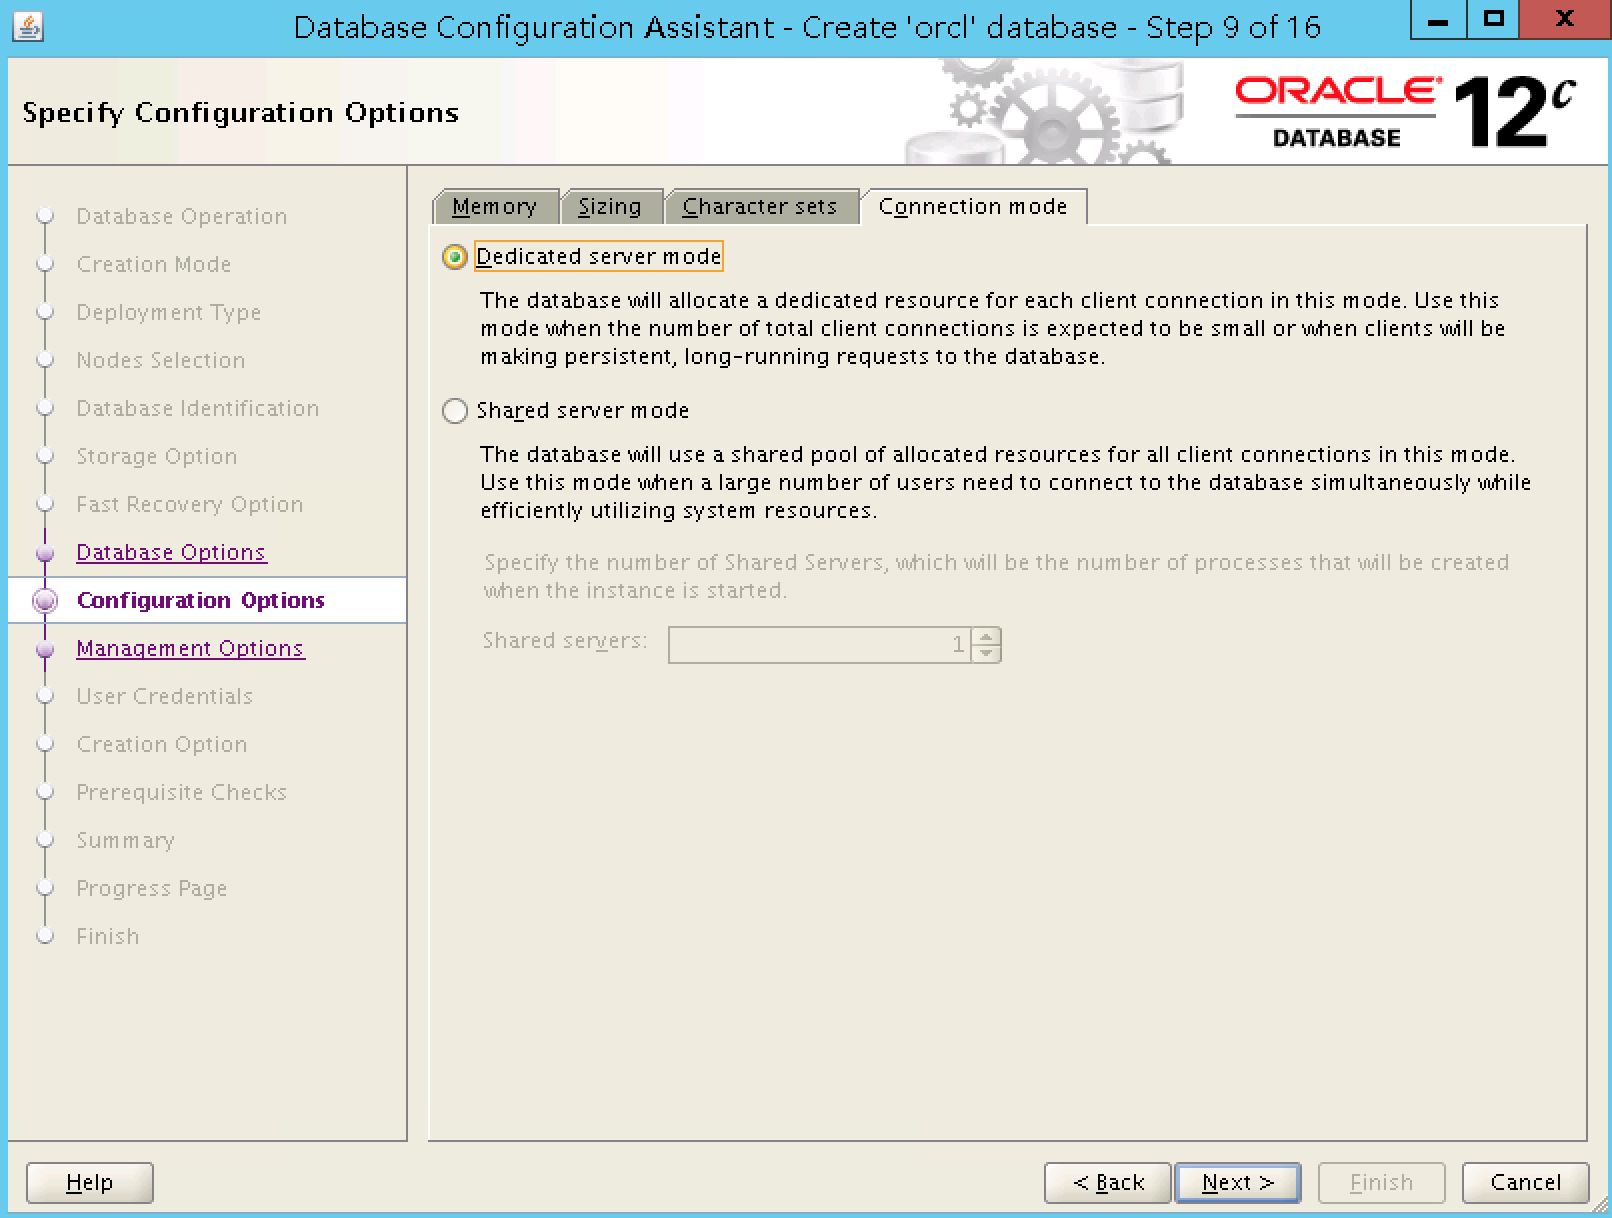 Database Configuration Assistant - Create 'orcl' database - Step 9 of 16
Specify Configuration Options
ORACLE
DATABASE
12c
Database Operation
Creation Mode
Deployment Type
Nodes Selection
Database Identification
Storage Option
Fast Recovery Option
Database Options
Configuration Options
Management Options
User Credentials
Creation Option
Prerequisite Checks
Summary
Progress Page
Finish
Memory Sizing Character sets Connection mode
Dedicated server mode
The database will allocate a dedicated resource for each client connection in this mode. Use this
mode when the number of total client connections is expected to be small or when clients will be
making persistent, long-running requests to the database.
Shared server mode
The database will use a shared pool of allocated resources for all client connections in this mode.
Use this mode when a large number of users need to connect to the database simultaneously while
efficiently utilizing system resources.
Specify the number of Shared Servers, which will be the number of processes that will be created
when the instance is started.
Shared servers: 1
Help < Back Next > Finish Cancel